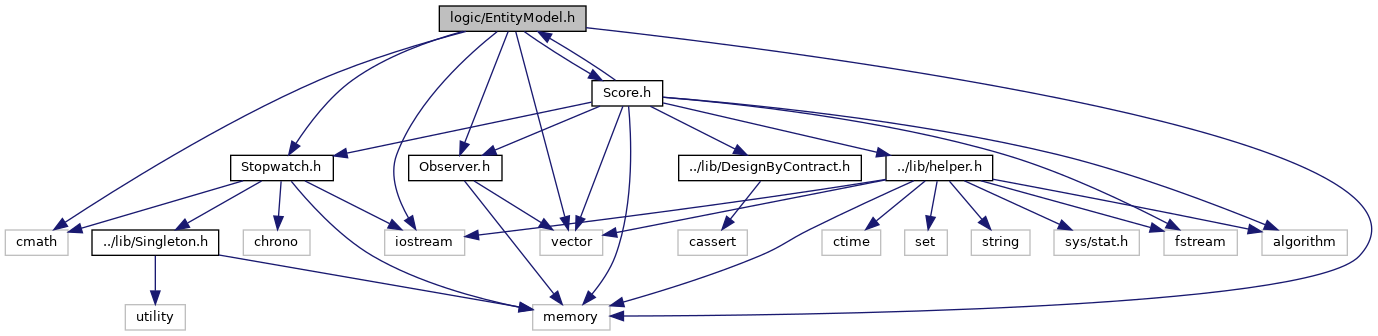 logic/EntityModel.h
Score.h
Stopwatch.h
Observer.h
../lib/DesignByContract.h
../lib/helper.h
cmath
../lib/Singleton.h
chrono
iostream
vector
cassert
ctime
set
string
sys/stat.h
fstream
algorithm
utility
memory